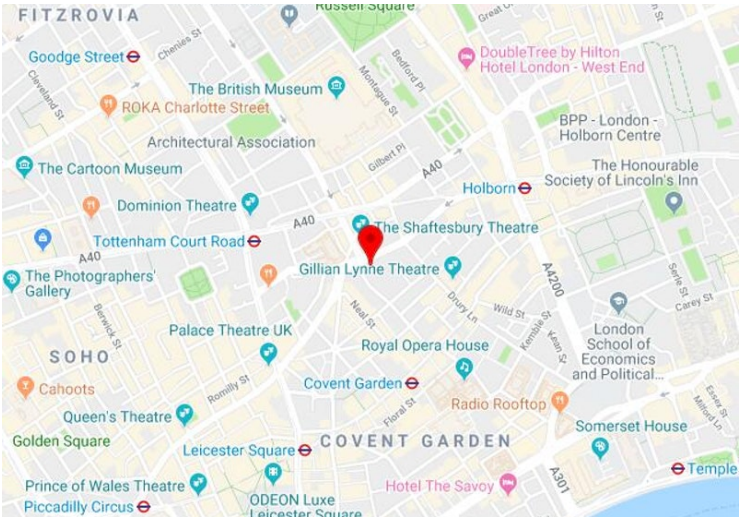 FITZROVIA
Russell Square
Great
Goodge Street
Chenies St
Bedford Pl
DoubleTree by Hilton
Hotel London - West End
Cleveland St
The British Museum
Montague St
ROKA Charlotte Street
BPP - London -
Holborn Centre
Architectural Association
Gilbert Pl
A40
The Cartoon Museum
The Honourable
Society of Lincoln's Inn
Holborn
Dominion Theatre
A40
The Shaftesbury Theatre
Tottenham Court Road
A40
Gillian Lynne Theatre
The Photographers'
Gallery
A4200
Serle St
Carey St
Berwick St
Neal St
Drury Ln
Wild St
Kemble St
Kean St
London
School of
Economics
and Political...
Palace Theatre UK
SOHO
Royal Opera House
Cahoots
Romilly St
Covent Garden
Radio Rooftop
Essex St
Milford Ln
Queen's Theatre
Floral St
Somerset House
Golden Square
Leicester Square
COVENT GARDEN
Temple
Prince of Wales Theatre
Hotel The Savoy
A301
Piccadilly Circus
ODEON Luxe
Leicester Square